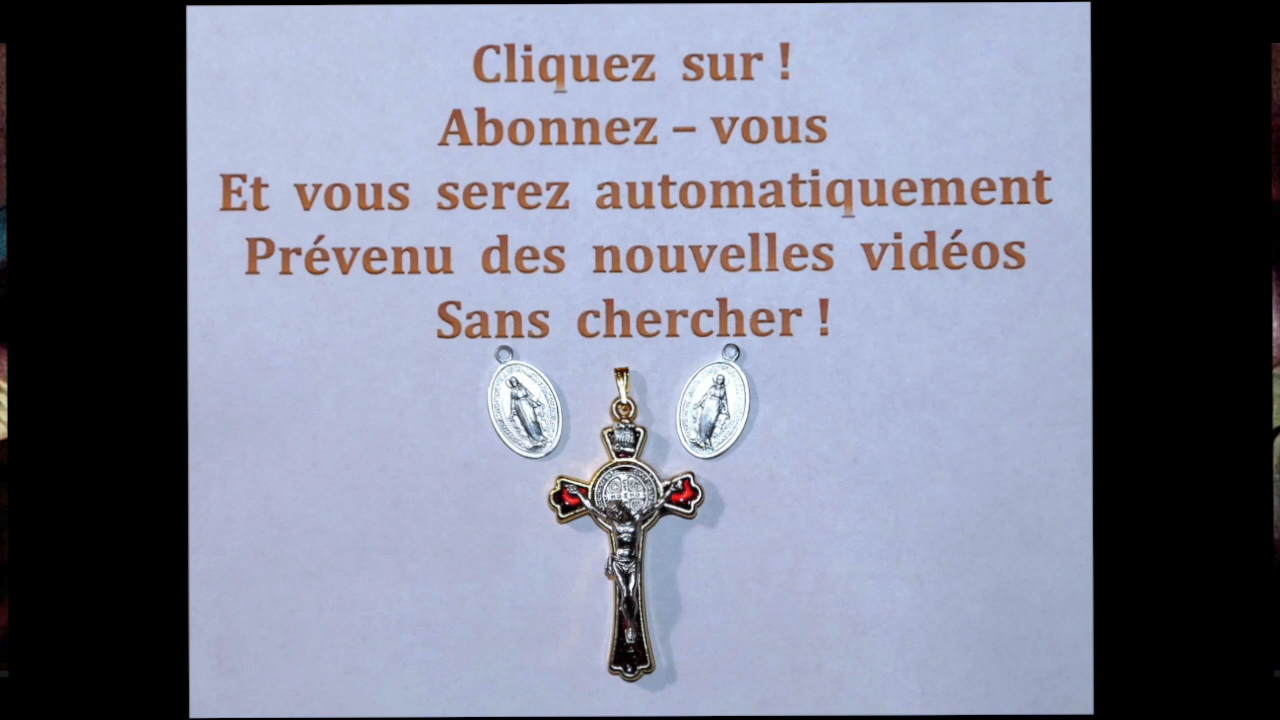 Cliquez sur !
Abonnez – vous
Et vous serez automatiquement
Prévenu des nouvelles vidéos
Sans chercher !